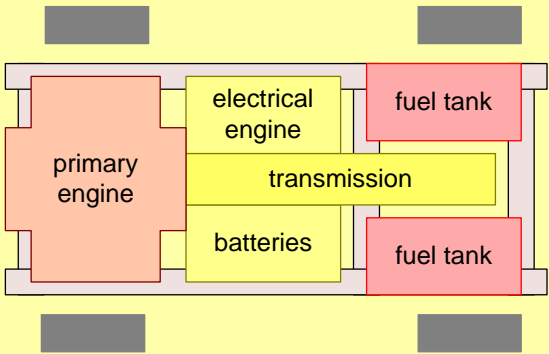 electrical
engine
fuel tank
primary
engine
transmission
batteries
fuel tank